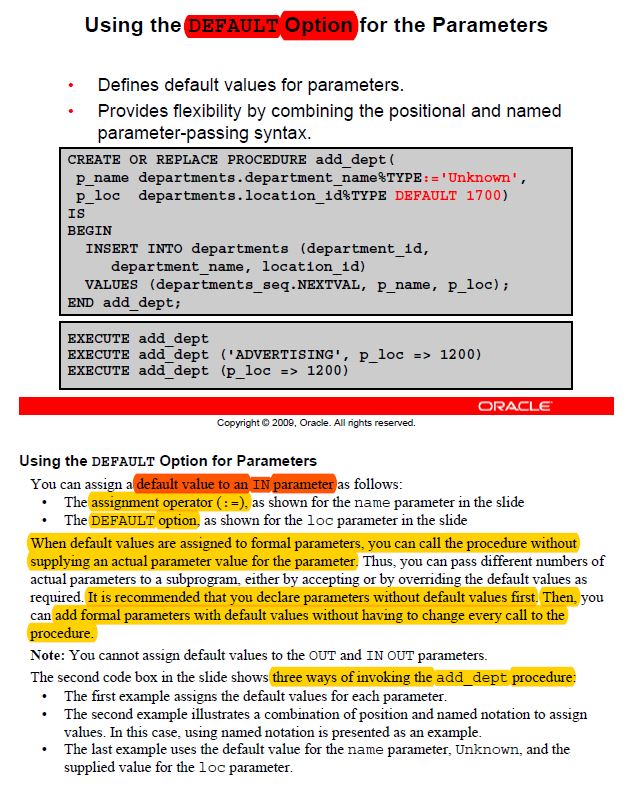 Using the DEFAULT Option for the Parameters
• Defines default values for parameters.
• Provides flexibility by combining the positional and named
parameter-passing syntax.
CREATE OR REPLACE PROCEDURE add_dept(
p_name departments.department_name%TYPE:='Unknown',
p_loc departments.location_id%TYPE DEFAULT 1700)
IS
BEGIN
INSERT INTO departments (department_id,
department_name, location_id)
VALUES (departments_seq.NEXTVAL, p_name, p_loc);
END add_dept;
EXECUTE add_dept
EXECUTE add_dept ('ADVERTISING', p_loc => 1200)
EXECUTE add_dept (p_loc => 1200)
ORACLE
Copyright © 2009, Oracle. All rights reserved.
Using the DEFAULT Option for Parameters
You can assign a default value to an IN parameter as follows:
• The assignment operator (:=), as shown for the name parameter in the slide
• The DEFAULT option, as shown for the loc parameter in the slide
When default values are assigned to formal parameters, you can call the procedure without
supplying an actual parameter value for the parameter. Thus, you can pass different numbers of
actual parameters to a subprogram, either by accepting or by overriding the default values as
required. It is recommended that you declare parameters without default values first. Then, you
can add formal parameters with default values without having to change every call to the
procedure.
Note: You cannot assign default values to the OUT and IN OUT parameters.
The second code box in the slide shows three ways of invoking the add_dept procedure:
• The first example assigns the default values for each parameter.
• The second example illustrates a combination of position and named notation to assign
values. In this case, using named notation is presented as an example.
• The last example uses the default value for the name parameter, Unknown, and the
supplied value for the loc parameter.